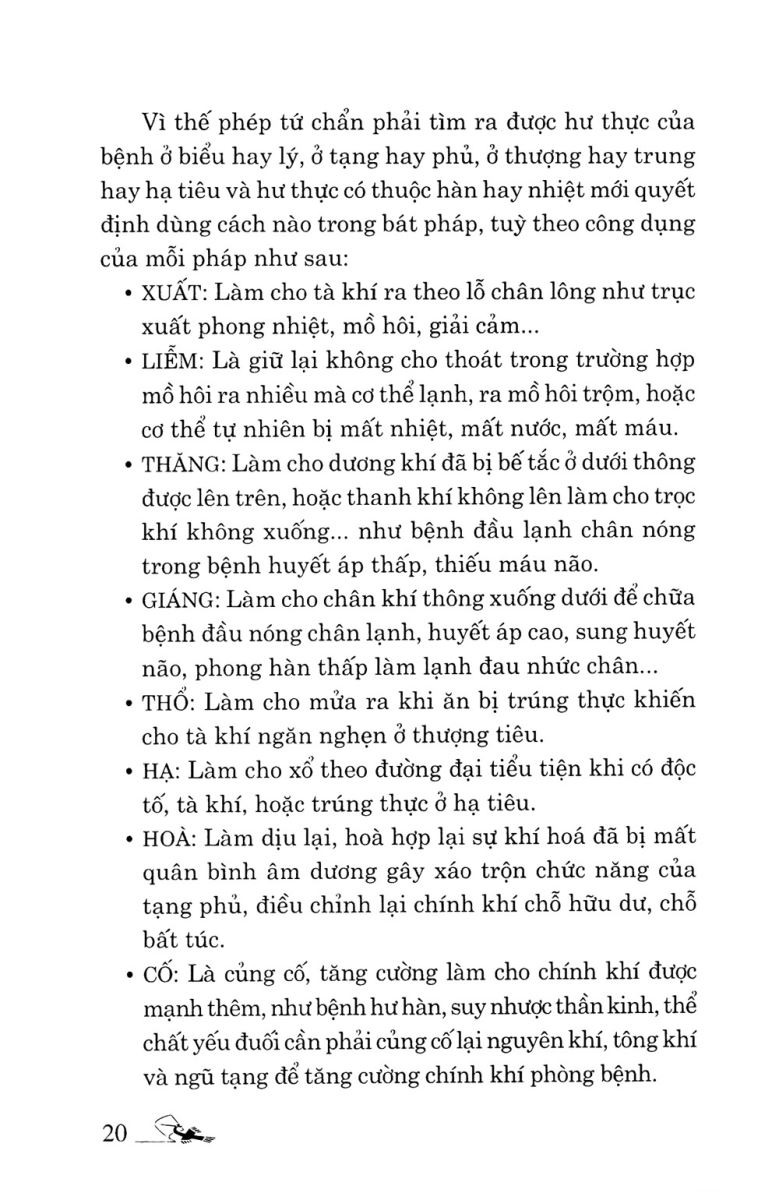 Vì thế phép tứ chẩn phải tìm ra được hư thực của
bệnh ở biểu hay lý, ở tạng hay phủ, ở thượng hay trung
hay hạ tiêu và hư thực có thuộc hàn hay nhiệt mới quyết
định dùng cách nào trong bát pháp, tuỳ theo công dụng
của mỗi pháp như sau:
• XUẤT: Làm cho tà khí ra theo lỗ chân lông như trục
xuất phong nhiệt, mồ hôi, giải cảm...
• LIỄM: Là giữ lại không cho thoát trong trường hợp
mồ hôi ra nhiều mà cơ thể lạnh, ra mồ hôi trộm, hoặc
cơ thể tự nhiên bị mất nhiệt, mất nước, mất máu.
• THĂNG: Làm cho dương khí đã bị bế tắc ở dưới thông
được lên trên, hoặc thanh khí không lên làm cho trọc
khí không xuống... như bệnh đầu lạnh chân nóng
trong bệnh huyết áp thấp, thiếu máu não.
• GIÁNG: Làm cho chân khí thông xuống dưới để chữa
bệnh đầu nóng chân lạnh, huyết áp cao, sung huyết
não, phong hàn thấp làm lạnh đau nhức chân...
• THỔ: Làm cho mửa ra khi ăn bị trúng thực khiến
cho tà khí ngăn nghẹn ở thượng tiêu.
• HẠ: Làm cho xổ theo đường đại tiểu tiện khi có độc
tố, tà khí, hoặc trúng thực ở hạ tiêu.
• HOÀ: Làm dịu lại, hoà hợp lại sự khí hoá đã bị mất
quân bình âm dương gây xáo trộn chức năng của
tạng phủ, điều chỉnh lại chính khí chỗ hữu dư, chỗ
bất túc.
• CỐ: Là củng cố, tăng cường làm cho chính khí được
mạnh thêm, như bệnh hư hàn, suy nhược thần kinh, thể
chất yếu đuối cần phải củng cố lại nguyên khí, tông khí
và ngũ tạng để tăng cường chính khí phòng bệnh.
20